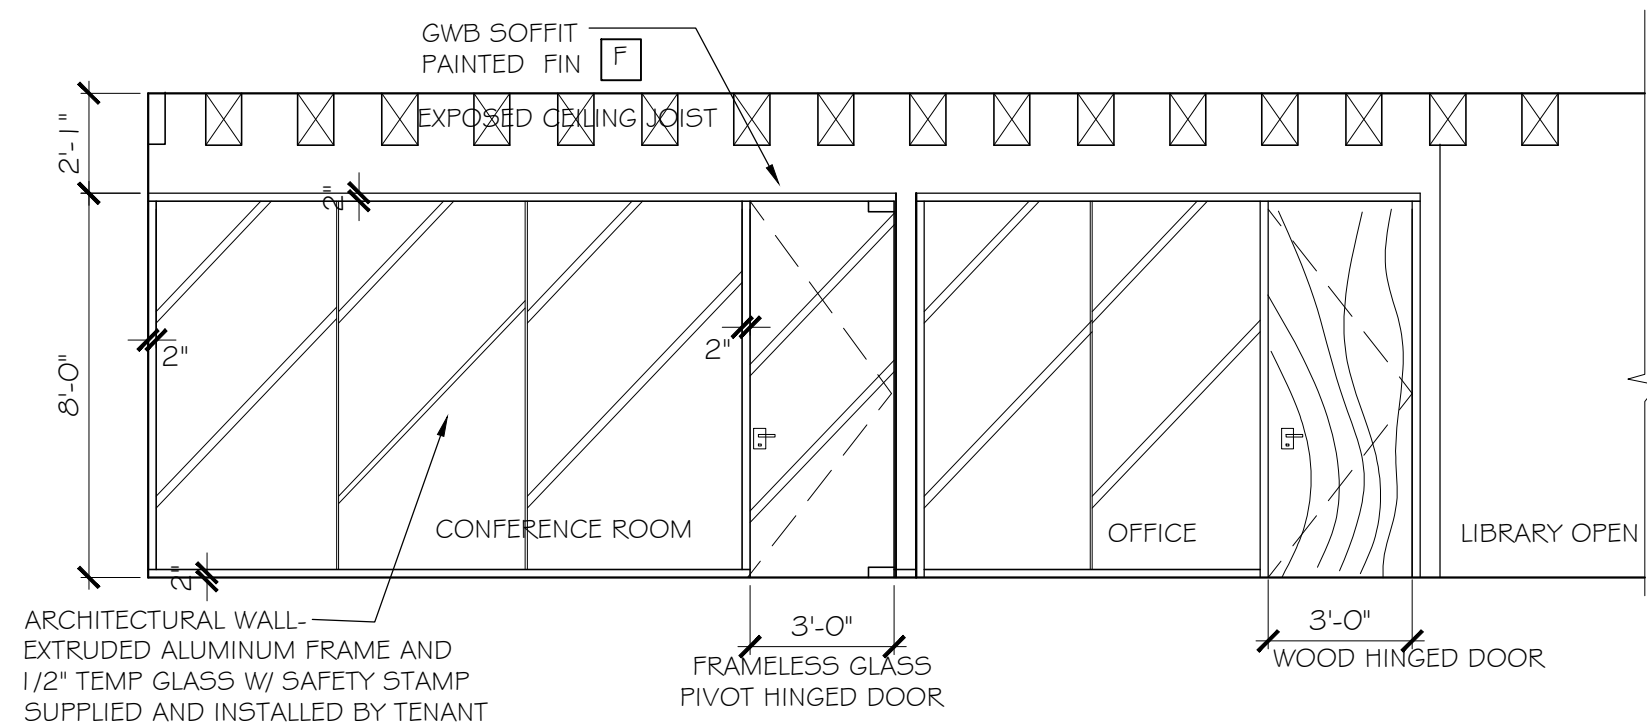 GWB SOFFIT
PAINTED FIN F
EXPOSED CEILING JOIST
2'-1"
2"
2"
2"
8'-0"
CONFERENCE ROOM
OFFICE
LIBRARY OPEN
2"
ARCHITECTURAL WALL-
EXTRUDED ALUMINUM FRAME AND
1/2" TEMP GLASS W/ SAFETY STAMP
SUPPLIED AND INSTALLED BY TENANT
3'-0"
FRAMELESS GLASS
PIVOT HINGED DOOR
3'-0"
WOOD HINGED DOOR